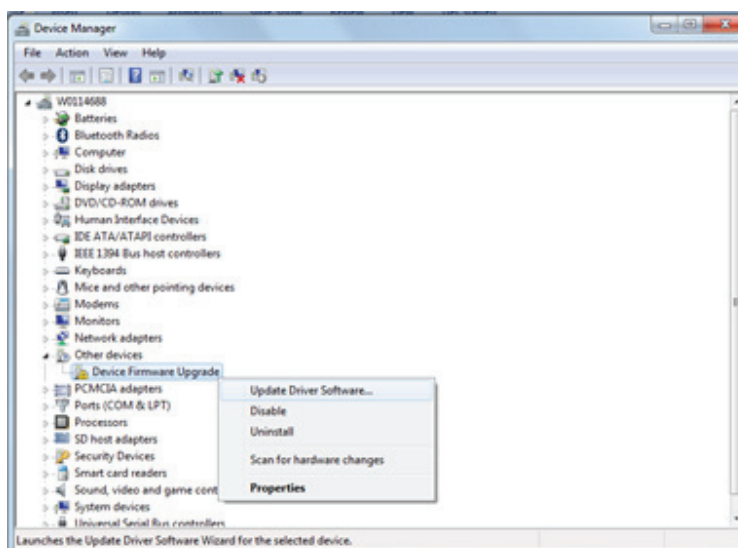 Device Manager
File Action View Help
W0114688
Batteries
Bluetooth Radios
Computer
Disk drives
Display adapters
DVD/CD-ROM drives
Human Interface Devices
IDE ATA/ATAPI controllers
IEEE 1394 Bus host controllers
Keyboards
Mice and other pointing devices
Modems
Monitors
Network adapters
Other devices
Device Firmware Upgrade
PCMCIA adapters
Update Driver Software...
Ports (COM & LPT)
Disable
Processors
Uninstall
SD host adapters
Security Devices
Scan for hardware changes
Smart card readers
Sound, video and game cont
Properties
System devices
Universal Serial Bus controllers
Launches the Update Driver Software Wizard for the selected device.